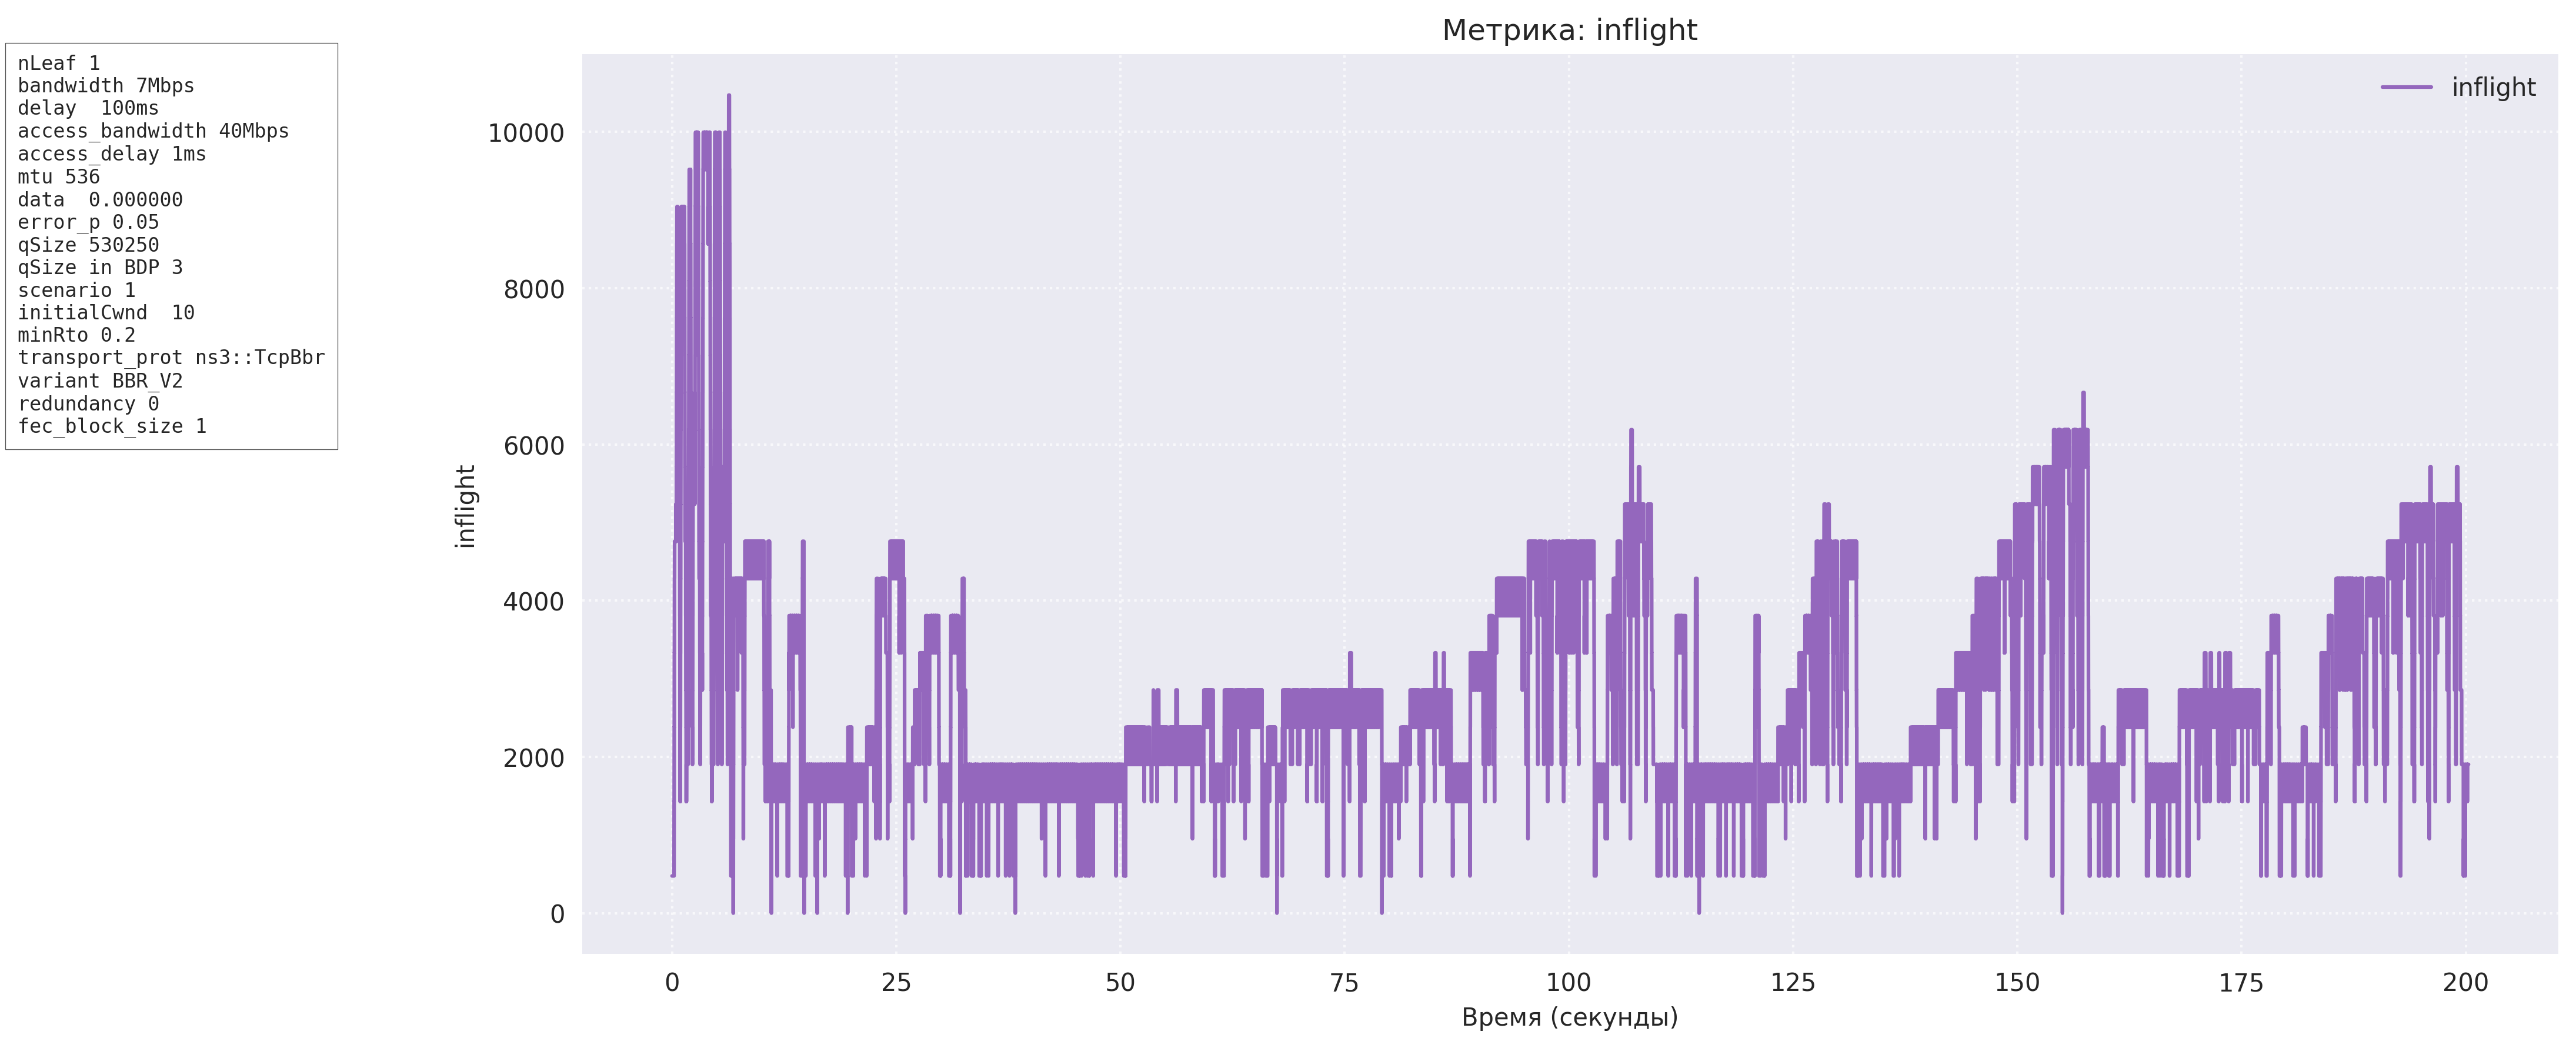 nLeaf 1
bandwidth 7Mbps
delay  100ms
access_bandwidth 40Mbps
access_delay 1ms
mtu 536
data  0.000000
error_p 0.05
qSize 530250
qSize in BDP 3
scenario 1
initialCwnd  10
minRto 0.2
transport_prot ns3::TcpBbr
variant BBR_V2
redundancy 0
fec_block_size 1
Метрика: inflight
inflight
10000
8000
6000
4000
2000
0
inflight
0 25 50 75 100 125 150 175 200
Время (секунды)